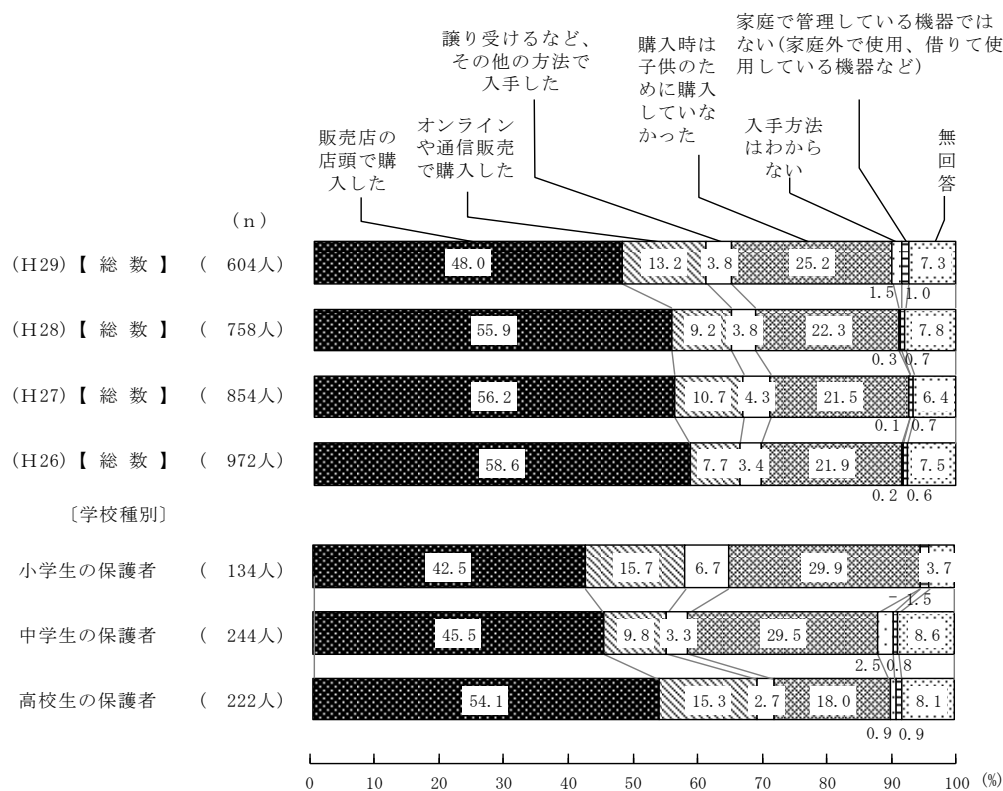 家庭で管理している機器では
ない(家庭外で使用、借りて使
用している機器など)
譲り受けるなど、
その他の方法で
入手した
購入時は
子供のた
めに購入
していな
かった
オンライン
や通信販売
で購入した
入手方法
はわから
ない
無
回
答
販売店の
店頭で購
入した
(n)
(H29)【 総 数 】 ( 604人) 48.0 13.2 3.8 25.2 7.3
1.5 1.0
(H28)【 総 数 】 ( 758人) 55.9 9.2 3.8 22.3 7.8
0.3 0.7
(H27)【 総 数 】 ( 854人) 56.2 10.7 4.3 21.5 6.4
0.1 0.7
(H26)【 総 数 】 ( 972人) 58.6 7.7 3.4 21.9 7.5
0.2 0.6
〔学校種別〕
小学生の保護者 ( 134人) 42.5 15.7 6.7 29.9 3.7
- 1.5
中学生の保護者 ( 244人) 45.5 9.8 3.3 29.5 8.6
2.5 0.8
高校生の保護者 ( 222人) 54.1 15.3 2.7 18.0 8.1
0.9 0.9
0 10 20 30 40 50 60 70 80 90 100 (%)